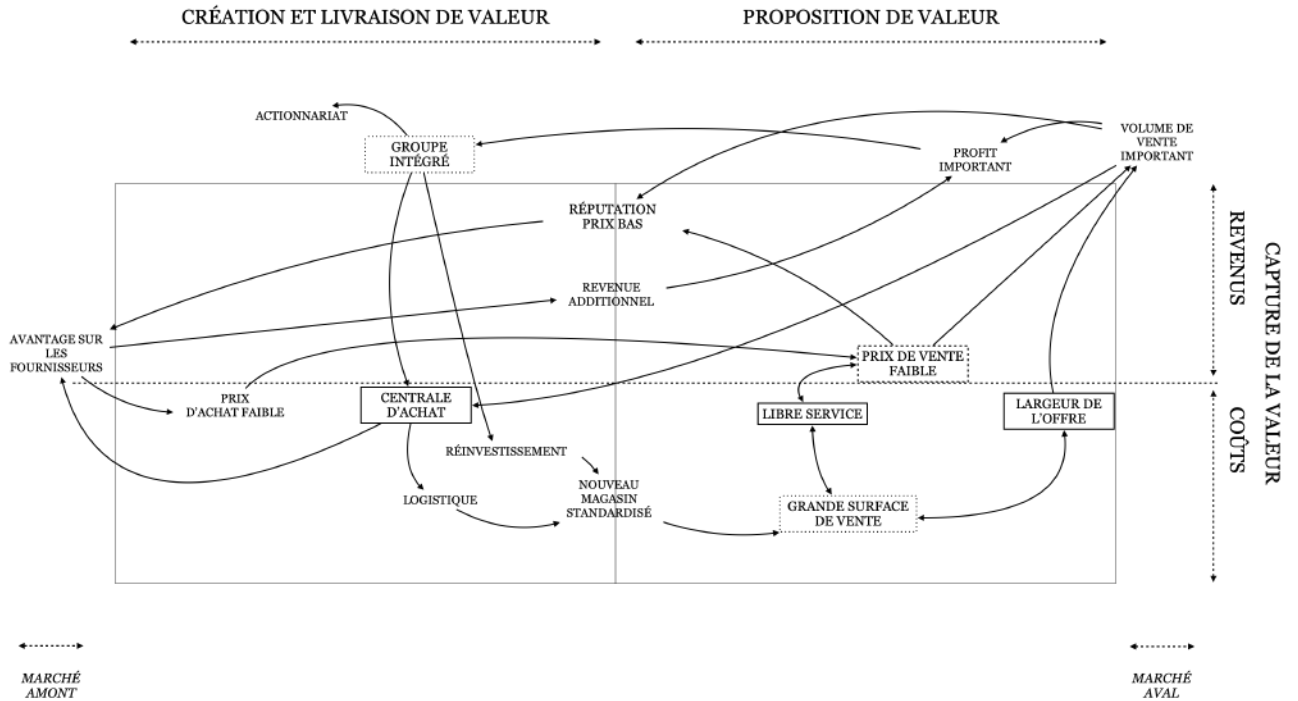 CRÉATION ET LIVRAISON DE VALEUR
PROPOSITION DE VALEUR
ACTIONNARIAT
GROUPE
INTÉGRÉ
PROFIT
IMPORTANT
VOLUME DE
VENTE
IMPORTANT
RÉPUTATION
PRIX BAS
REVENUE
ADDITIONNEL
AVANTAGE SUR
LES
FOURNISSEURS
PRIX DE VENTE
FAIBLE
PRIX
D'ACHAT FAIBLE
CENTRALE
D'ACHAT
LIBRE SERVICE
LARGEUR DE
L'OFFRE
RÉINVESTISSEMENT
LOGISTIQUE
NOUVEAU
MAGASIN
STANDARDISÉ
GRANDE SURFACE
DE VENTE
REVENUS
COÛTS
CAPTURE DE LA VALEUR
MARCHÉ
AMONT
MARCHÉ
AVAL